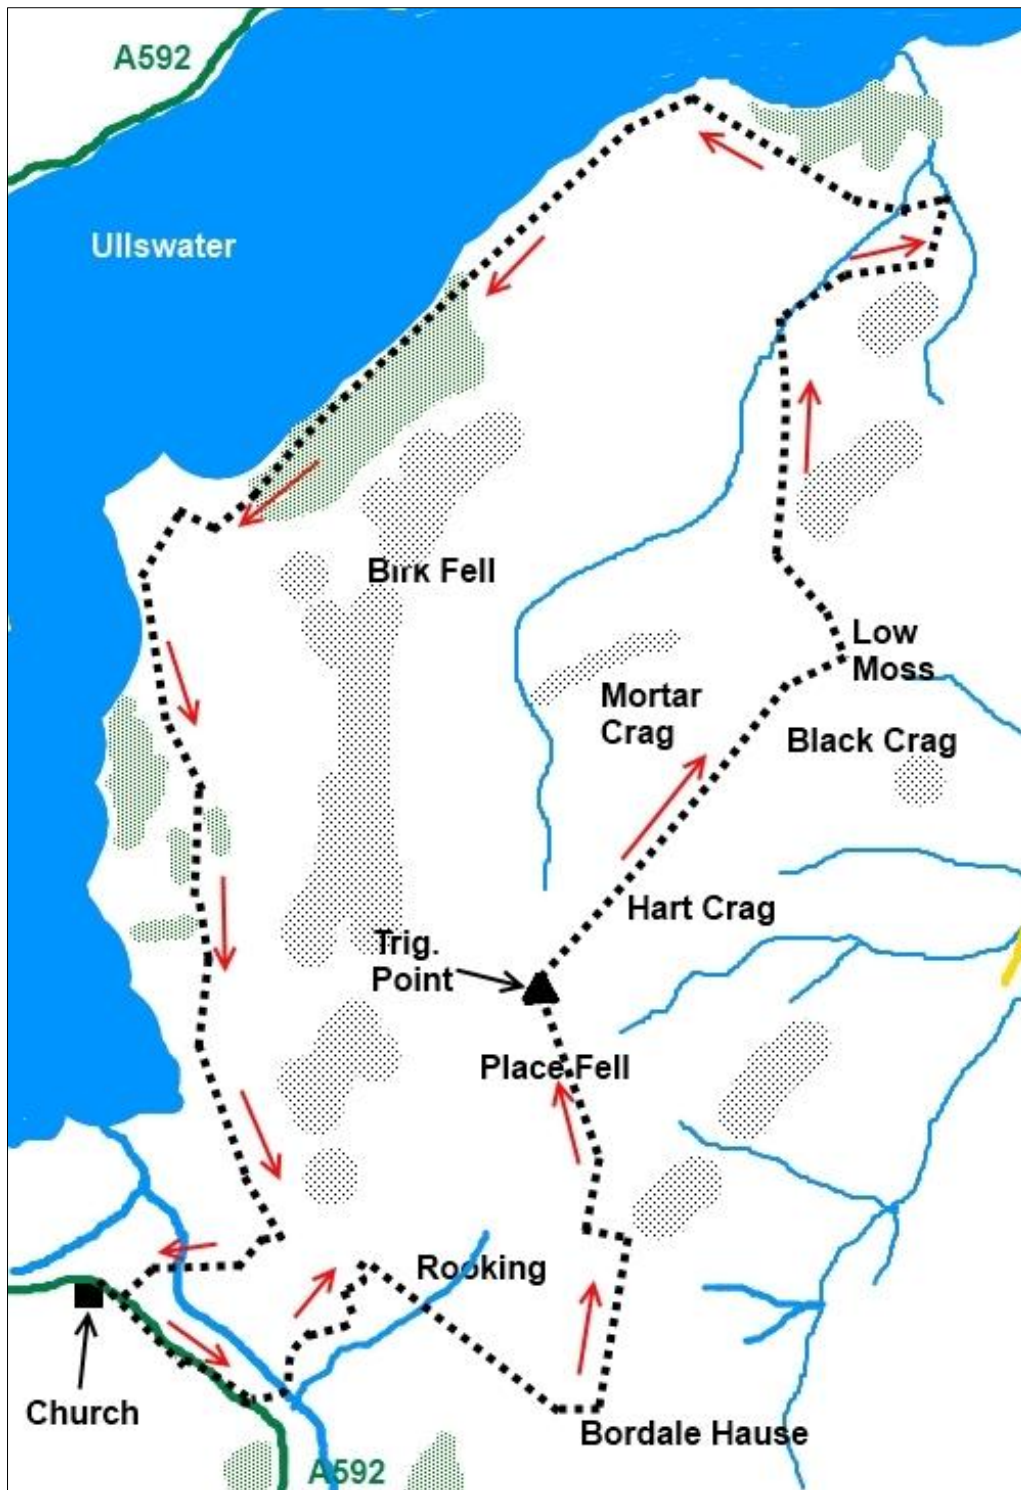 A592
Ullswater
Birk Fell
Low
Moss
Mortar
Crag
Black Crag
Hart Crag
Trig.
Point
Place Fell
Rooking
Church
Bordale Hause
A592